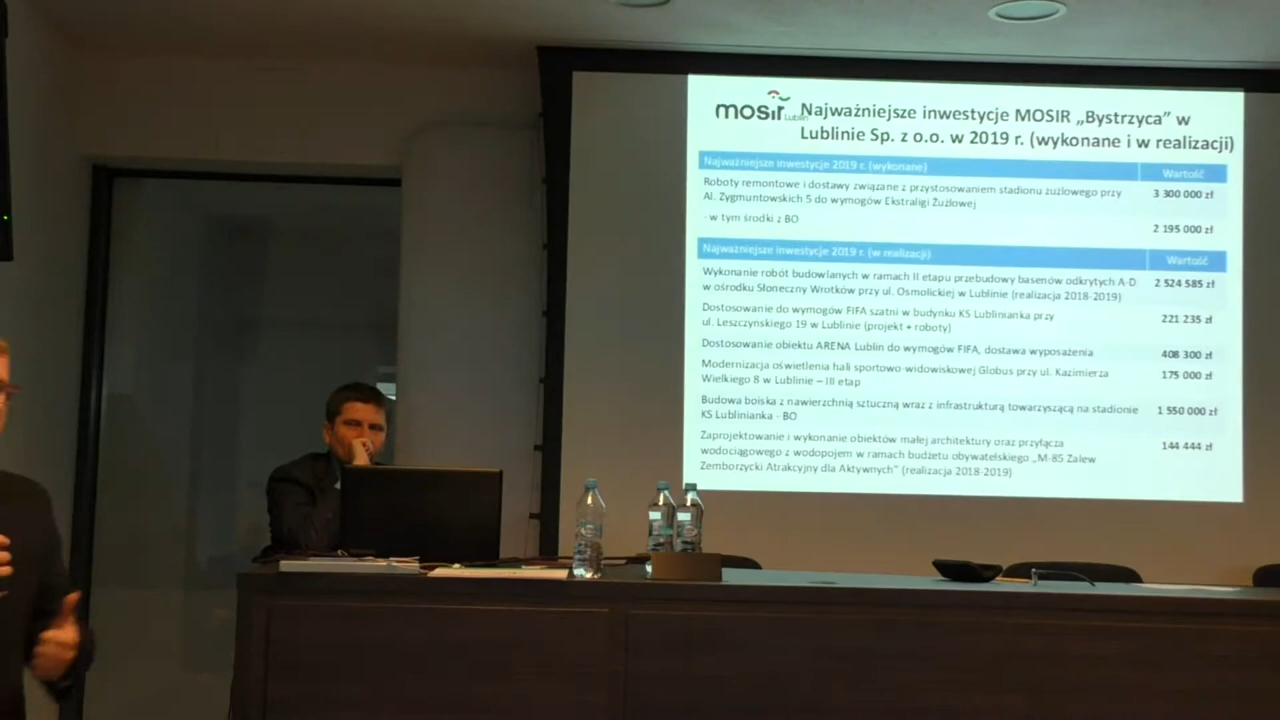 mosir Lublin
Najważniejsze inwestycje MOSIR „Bystrzyca” w
Lublinie Sp. z o.o. w 2019 r. (wykonane i w realizacji)
Najważniejsze inwestycje 2019 r. (wykonane) Wartość
Roboty remontowe i dostawy związane z przystosowaniem stadionu żużlowego przy 3 300 000 zł
Al. Zygmuntowskich 5 do wymogów Ekstraligi Żużlowej
- w tym środki z BO 2 195 000 zł
Najważniejsze inwestycje 2019 r. (w realizacji) Wartość
Wykonanie robót budowlanych w ramach II etapu przebudowy basenów odkrytych A-D 2 524 585 zł
w ośrodku Słoneczny Wrotków przy ul. Osmolickiej w Lublinie (realizacja 2018-2019)
Dostosowanie do wymogów FIFA szatni w budynku KS Lublinianka przy 221 235 zł
ul. Leszczyńskiego 19 w Lublinie (projekt + roboty)
Dostosowanie obiektu ARENA Lublin do wymogów FIFA, dostawa wyposażenia 408 300 zł
Modernizacja oświetlenia hali sportowo-widowiskowej Globus przy ul. Kazimierza 175 000 zł
Wielkiego 8 w Lublinie – III etap
Budowa boiska z nawierzchnią sztuczną wraz z infrastrukturą towarzyszącą na stadionie 1 550 000 zł
KS Lublinianka - BO
Zaprojektowanie i wykonanie obiektów małej architektury oraz przyłącza 144 444 zł
wodociągowego z wodopojem w ramach budżetu obywatelskiego „M-85 Zalew
Zemborzycki Atrakcyjny dla Aktywnych” (realizacja 2018-2019)